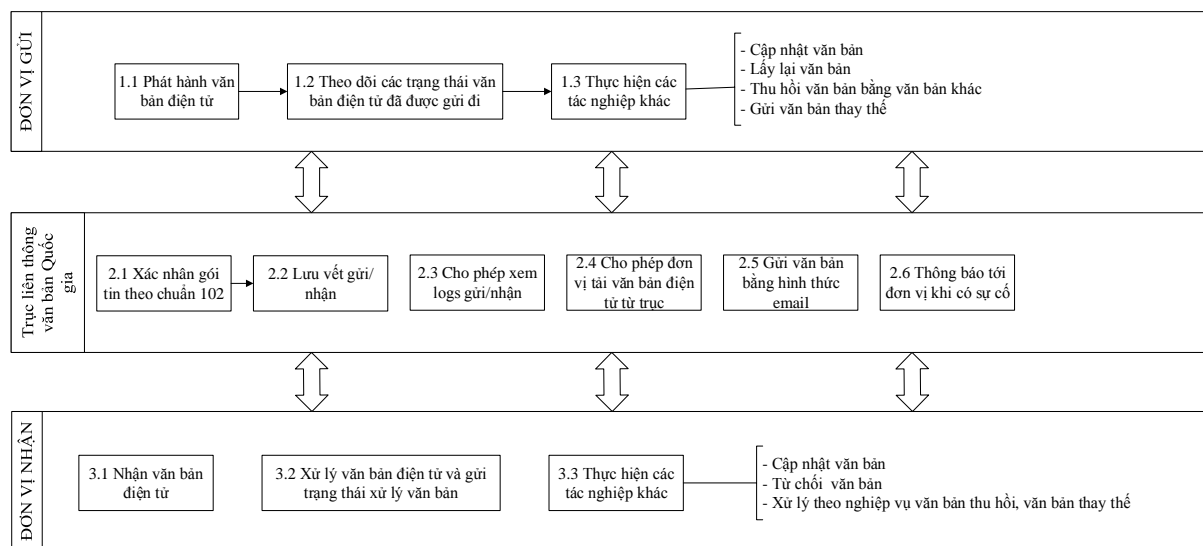 ĐƠN VỊ GỬI
1.1 Phát hành văn
bản điện tử
1.2 Theo dõi các trạng thái văn
bản điện tử đã được gửi đi
1.3 Thực hiện các
tác nghiệp khác
- Cập nhật văn bản
- Lấy lại văn bản
- Thu hồi văn bản bằng văn bản khác
- Gửi văn bản thay thế
Trục liên thông
văn bản Quốc
gia
2.1 Xác nhân gói
tin theo chuẩn 102
2.2 Lưu vết gửi/
nhận
2.3 Cho phép xem
logs gửi/nhận
2.4 Cho phép đơn
vị tải văn bản điện
tử từ trục
2.5 Gửi văn bản
bằng hình thức
email
2.6 Thông báo tới
đơn vị khi có sự cố
ĐƠN VỊ NHẬN
3.1 Nhận văn bản
điện tử
3.2 Xử lý văn bản điện tử và gửi
trạng thái xử lý văn bản
3.3 Thực hiện các
tác nghiệp khác
- Cập nhật văn bản
- Từ chối văn bản
- Xử lý theo nghiệp vụ văn bản thu hồi, văn bản thay thế